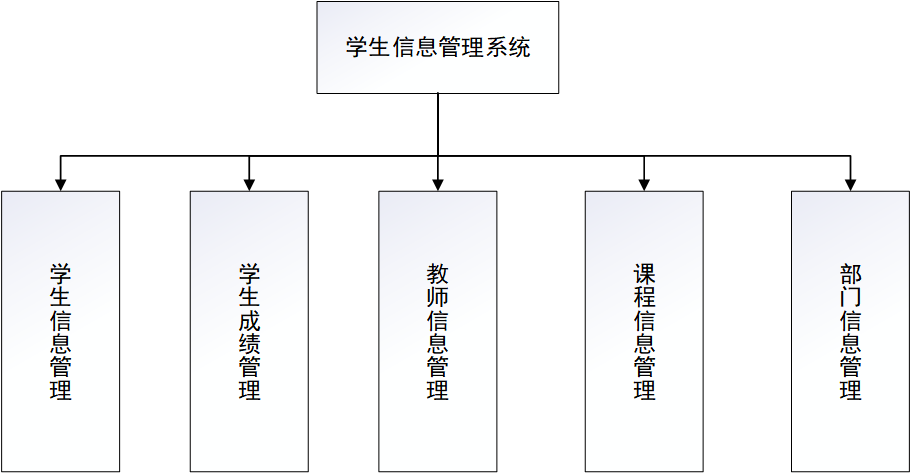 学生信息管理系统
学生信息管理
学生成绩管理
教师信息管理
课程信息管理
部门信息管理